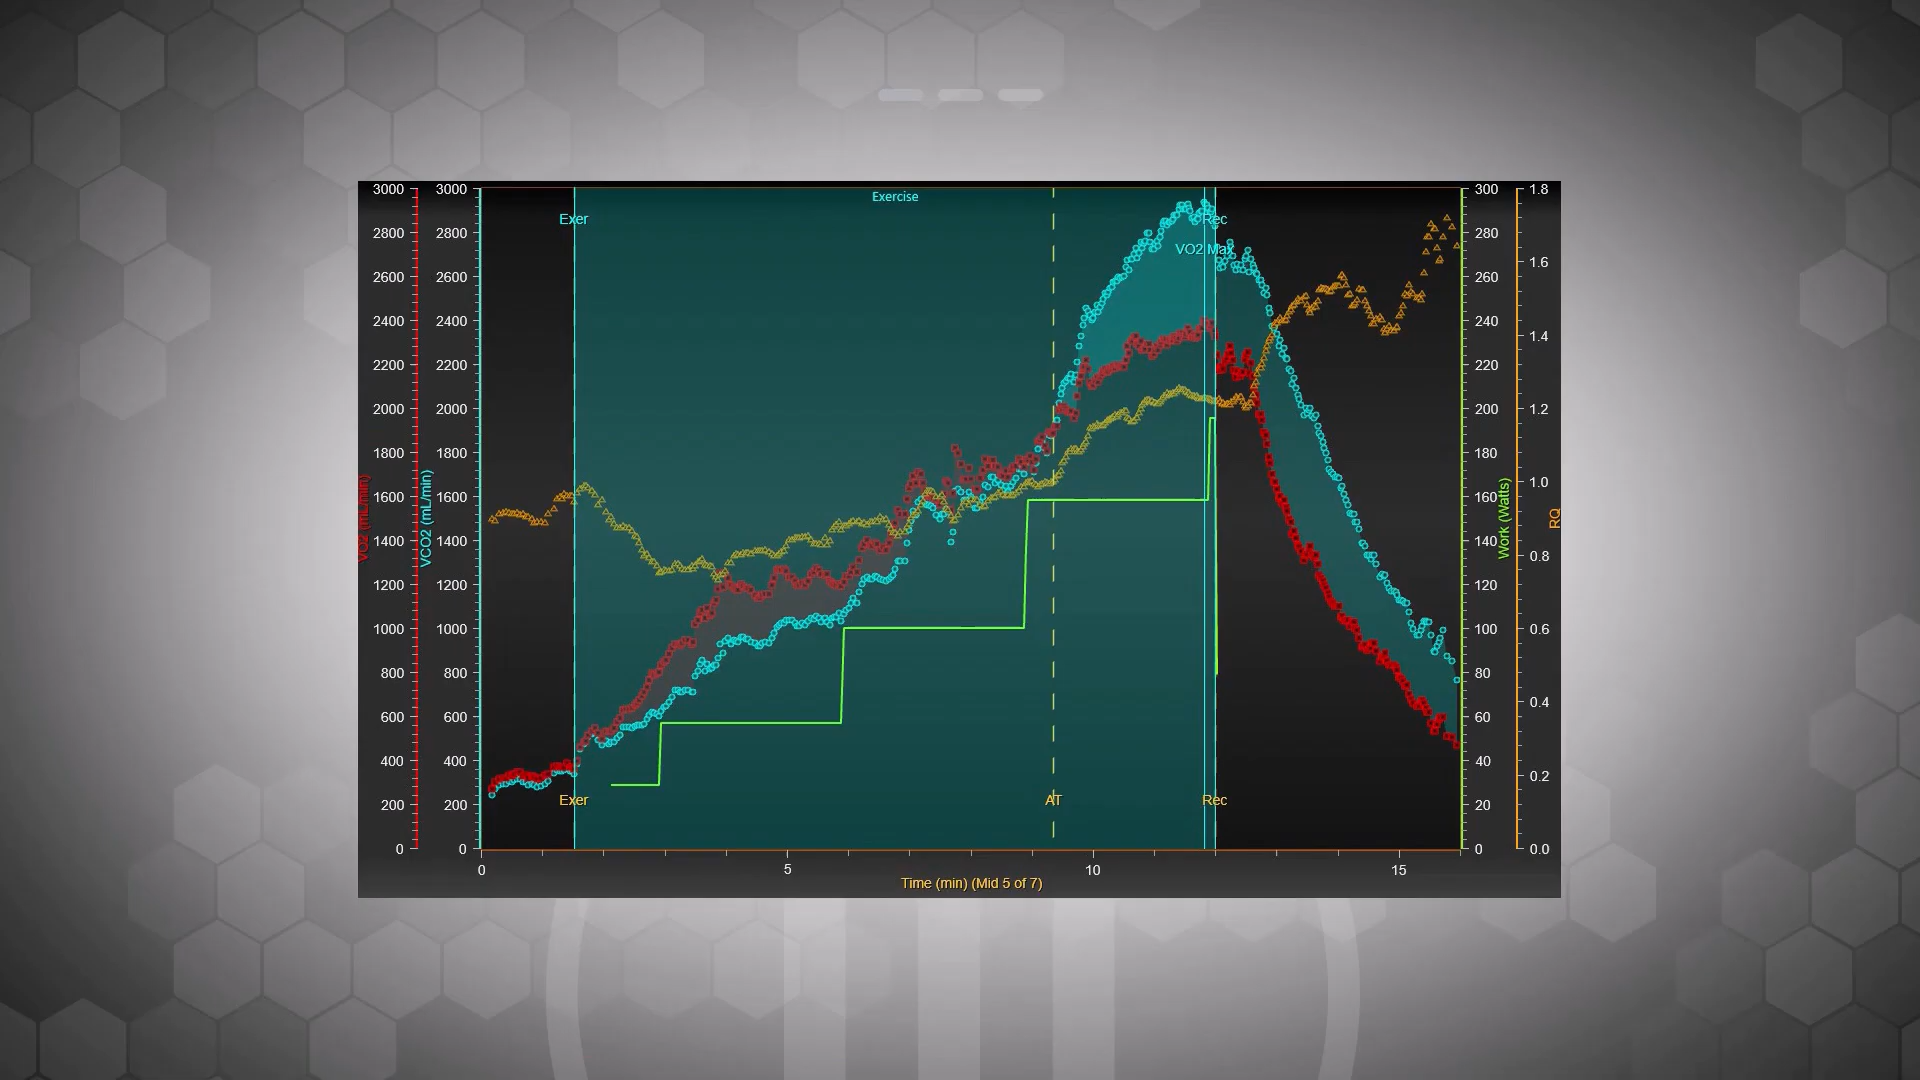 Exercise
Exer
Rec
VO2 Max
3000 3000 300 1.8
2800 2800 280
2600 2600 260 1.6
2400 2400 240
2200 2200 220 1.4
2000 2000 200 1.2
1800 1800 180
1600 1600 160 1.0
1400 1400 140
1200 1200 120 0.8
1000 1000 100 0.6
800 800 80
600 600 60 0.4
400 400 40
200 200 20 0.2
0 0 0 0.0
VO2 (mL/min)
VCO2 (mL/min)
Work (Watts)
RQ
Exer AT Rec
0 5 10 15
Time (min) (Mid 5 of 7)